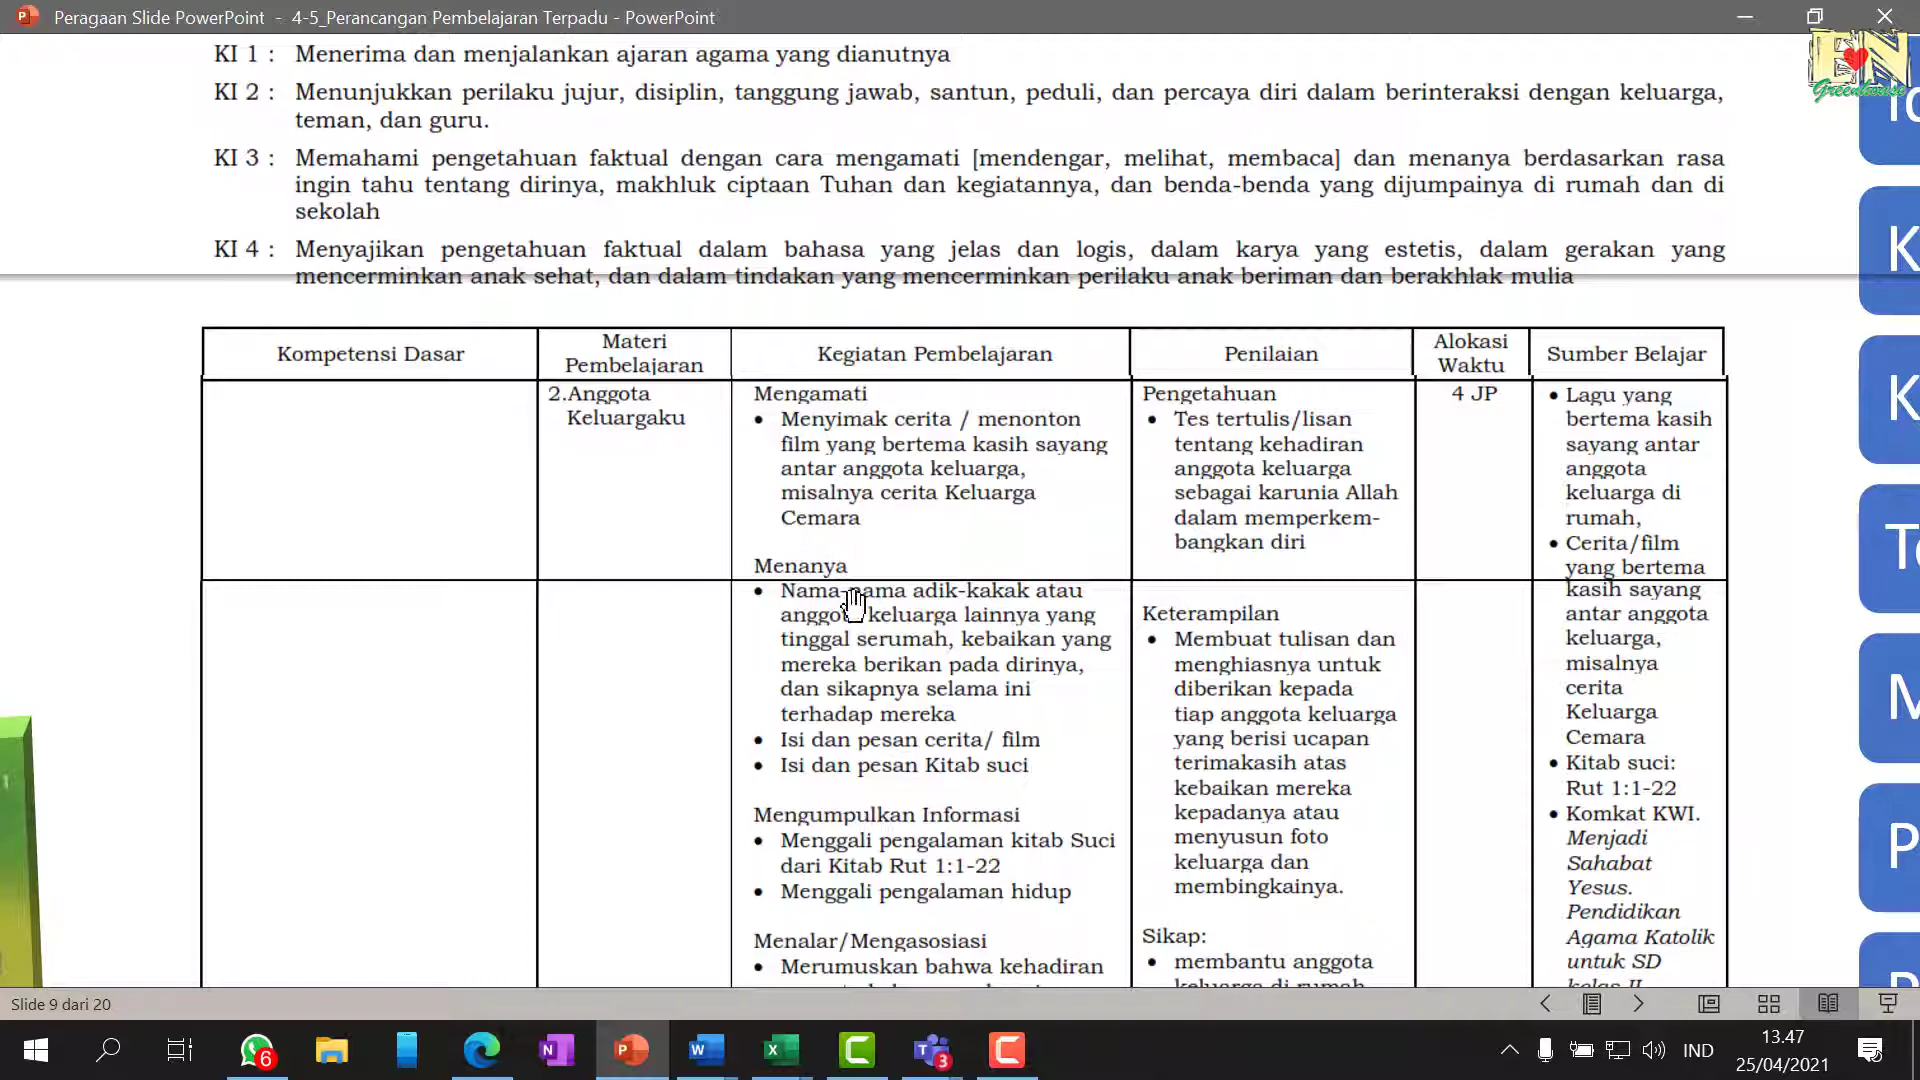 Peragaan Slide PowerPoint - 4-5_Perancangan Pembelajaran Terpadu - PowerPoint
EN
Greenhouse
KI 1 : Menerima dan menjalankan ajaran agama yang dianutnya
KI 2 : Menunjukkan perilaku jujur, disiplin, tanggung jawab, santun, peduli, dan percaya diri dalam berinteraksi dengan keluarga,
teman, dan guru.
KI 3 : Memahami pengetahuan faktual dengan cara mengamati [mendengar, melihat, membaca] dan menanya berdasarkan rasa
ingin tahu tentang dirinya, makhluk ciptaan Tuhan dan kegiatannya, dan benda-benda yang dijumpainya di rumah dan di
sekolah
KI 4 : Menyajikan pengetahuan faktual dalam bahasa yang jelas dan logis, dalam karya yang estetis, dalam gerakan yang
mencerminkan anak sehat, dan dalam tindakan yang mencerminkan perilaku anak beriman dan berakhlak mulia
Kompetensi Dasar
Materi
Pembelajaran
Kegiatan Pembelajaran
Penilaian
Alokasi
Waktu
Sumber Belajar
2.Anggota
Keluargaku
Mengamati
• Menyimak cerita / menonton
film yang bertema kasih sayang
antar anggota keluarga,
misalnya cerita Keluarga
Cemara
Menanya
• Nama-nama adik-kakak atau
anggota keluarga lainnya yang
tinggal serumah, kebaikan yang
mereka berikan pada dirinya,
dan sikapnya selama ini
terhadap mereka
• Isi dan pesan cerita/ film
• Isi dan pesan Kitab suci
Mengumpulkan Informasi
• Menggali pengalaman kitab Suci
dari Kitab Rut 1:1-22
• Menggali pengalaman hidup
Menalar/Mengasosiasi
• Merumuskan bahwa kehadiran
Pengetahuan
• Tes tertulis/lisan
tentang kehadiran
anggota keluarga
sebagai karunia Allah
dalam memperkem-
bangkan diri
Keterampilan
• Membuat tulisan dan
menghiasnya untuk
diberikan kepada
tiap anggota keluarga
yang berisi ucapan
terimakasih atas
kebaikan mereka
kepadanya atau
menyusun foto
keluarga dan
membingkainya.
Sikap:
• membantu anggota
keluarga di rumah
4 JP
• Lagu yang
bertema kasih
sayang antar
anggota
keluarga di
rumah,
• Cerita/film
yang bertema
kasih sayang
antar anggota
keluarga,
misalnya
cerita
Keluarga
Cemara
• Kitab suci:
Rut 1:1-22
• Komkat KWI.
Menjadi
Sahabat
Yesus.
Pendidikan
Agama Katolik
untuk SD
kelas II
K
K
T
M
P
Slide 9 dari 20
6
3
IND
13.47
25/04/2021